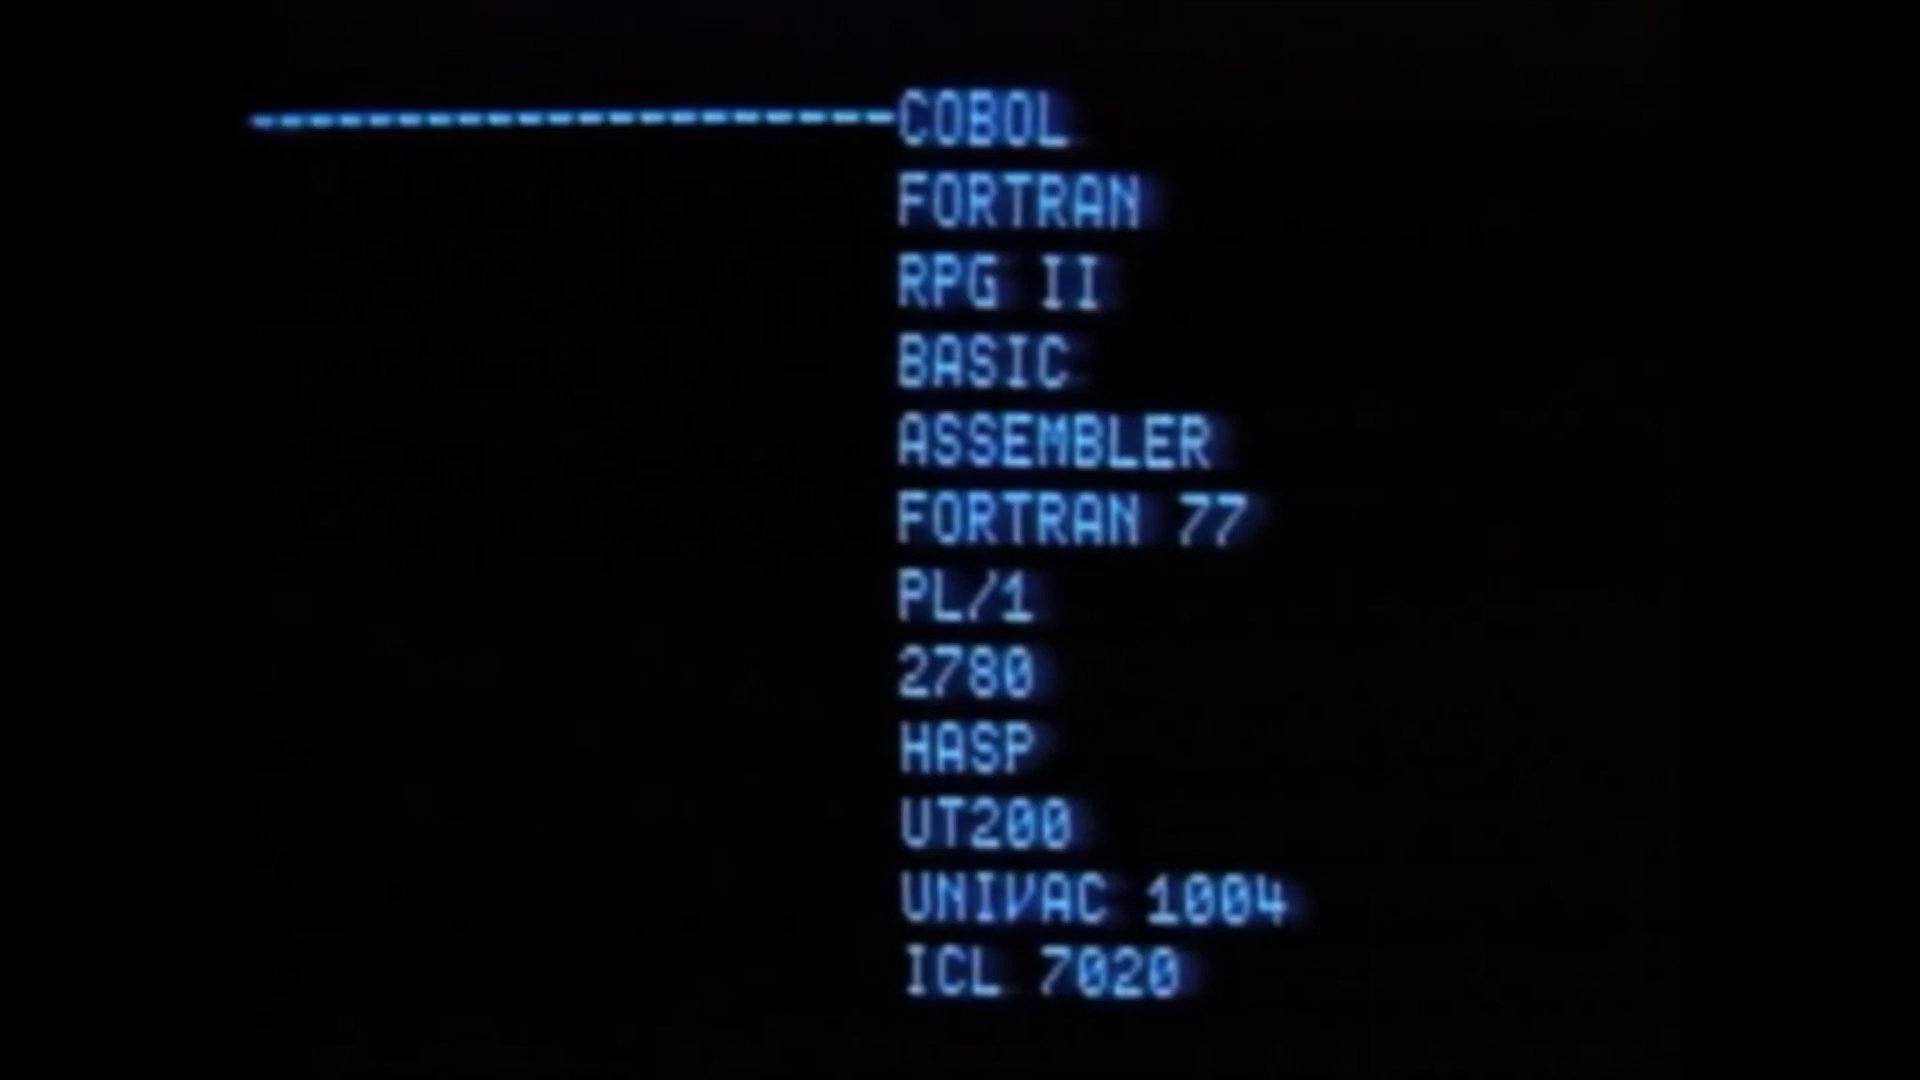 COBOL
FORTRAN
RPG II
BASIC
ASSEMBLER
FORTRAN 77
PL/1
2780
HASP
UT200
UNIVAC 1004
ICL 7020